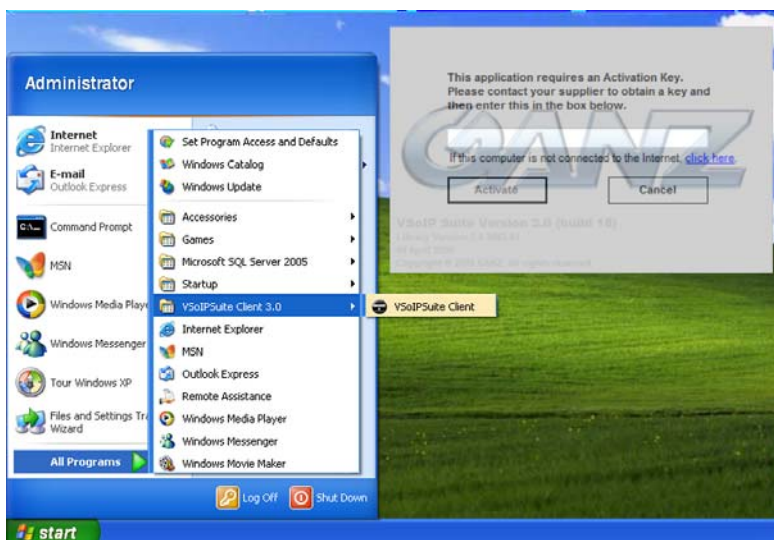 Administrator
Internet
Internet Explorer
E-mail
Outlook Express
Command Prompt
MSN
Windows Media Playe
Windows Messenger
Tour Windows XP
Files and Settings Tra
Wizard
All Programs
Set Program Access and Defaults
Windows Catalog
Windows Update
Accessories
Games
Microsoft SQL Server 2005
Startup
VSoIPSuite Client 3.0
Internet Explorer
MSN
Outlook Express
Remote Assistance
Windows Media Player
Windows Messenger
Windows Movie Maker
VSoIPSuite Client
Log Off
Shut Down
start
This application requires an Activation Key.
Please contact your supplier to obtain a key and
then enter this in the box below.
GANZ
If this computer is not connected to the Internet, click here.
Activate
Cancel
VSoIP Suite Version 3.0 (build 18)